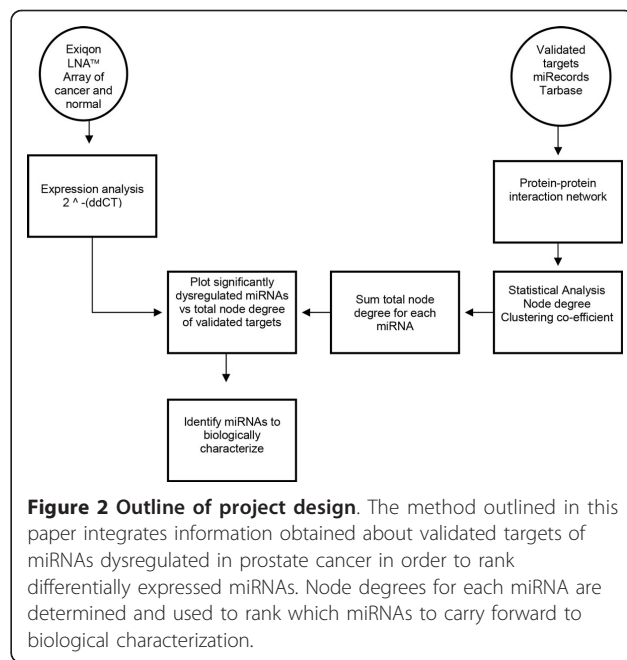 Exiqon
LNA™
Array of
cancer and
normal
Validated
targets
miRecords
Tarbase
Expression analysis
2 ^ -(ddCT)
Protein-protein
interaction network
Plot significantly
dysregulated miRNAs
vs total node degree
of validated targets
Sum total node
degree for each
miRNA
Statistical Analysis
Node degree
Clustering co-efficient
Identify miRNAs to
biologically
characterize
Figure 2 Outline of project design. The method outlined in this
paper integrates information obtained about validated targets of
miRNAs dysregulated in prostate cancer in order to rank
differentially expressed miRNAs. Node degrees for each miRNA are
determined and used to rank which miRNAs to carry forward to
biological characterization.